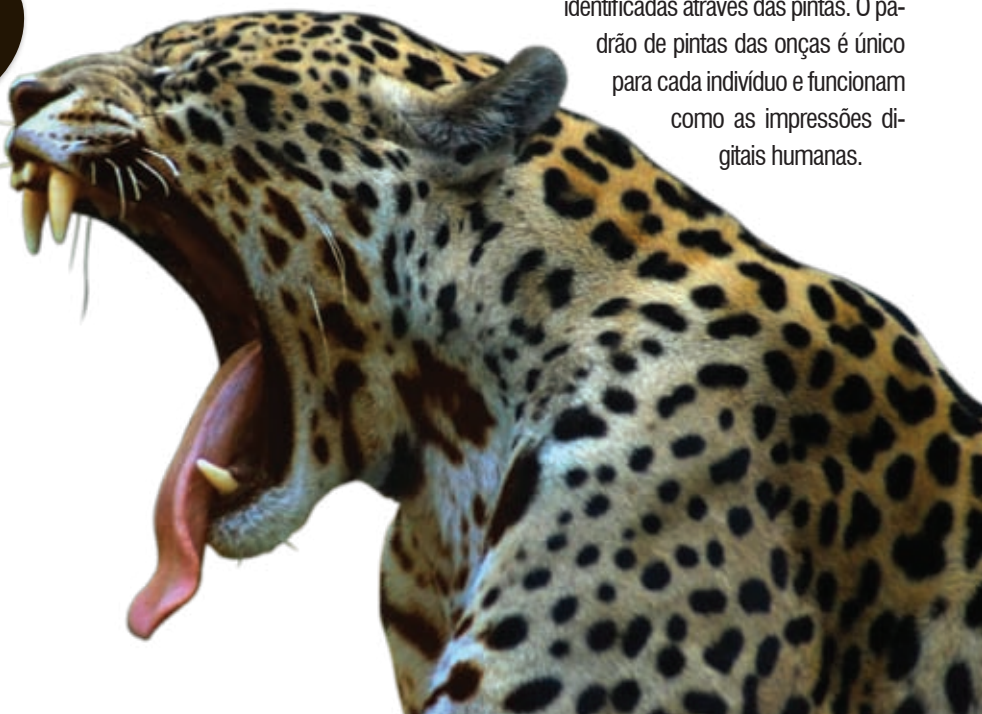 identificadas através das pintas. O pa-
drão de pintas das onças é único
para cada indivíduo e funcionam
como as impressões di-
gitais humanas.